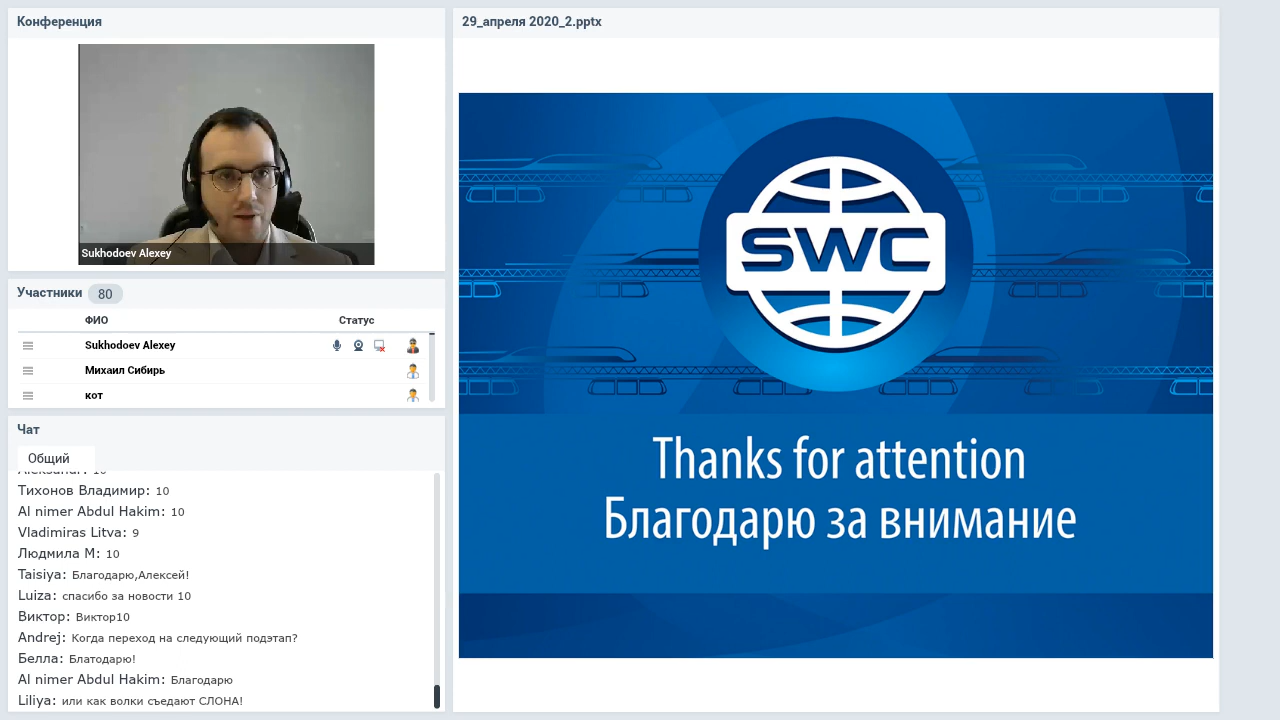 Конференция
Sukhodoev Alexey
Участники 80
ФИО Статус
Sukhodoev Alexey
Михаил Сибирь
кот
Чат
Общий
Тихонов Владимир: 10
Al nimer Abdul Hakim: 10
Vladimiras Litva: 9
Людмила М: 10
Taisiya: Благодарю,Алексей!
Luiza: спасибо за новости 10
Виктор: Виктор10
Andrej: Когда переход на следующий подэтап?
Белла: Блатодарю!
Al nimer Abdul Hakim: Благодарю
Liliya: или как волки съедают СЛОНА!
29_апреля 2020_2.pptx
SWC
Thanks for attention
Благодарю за внимание